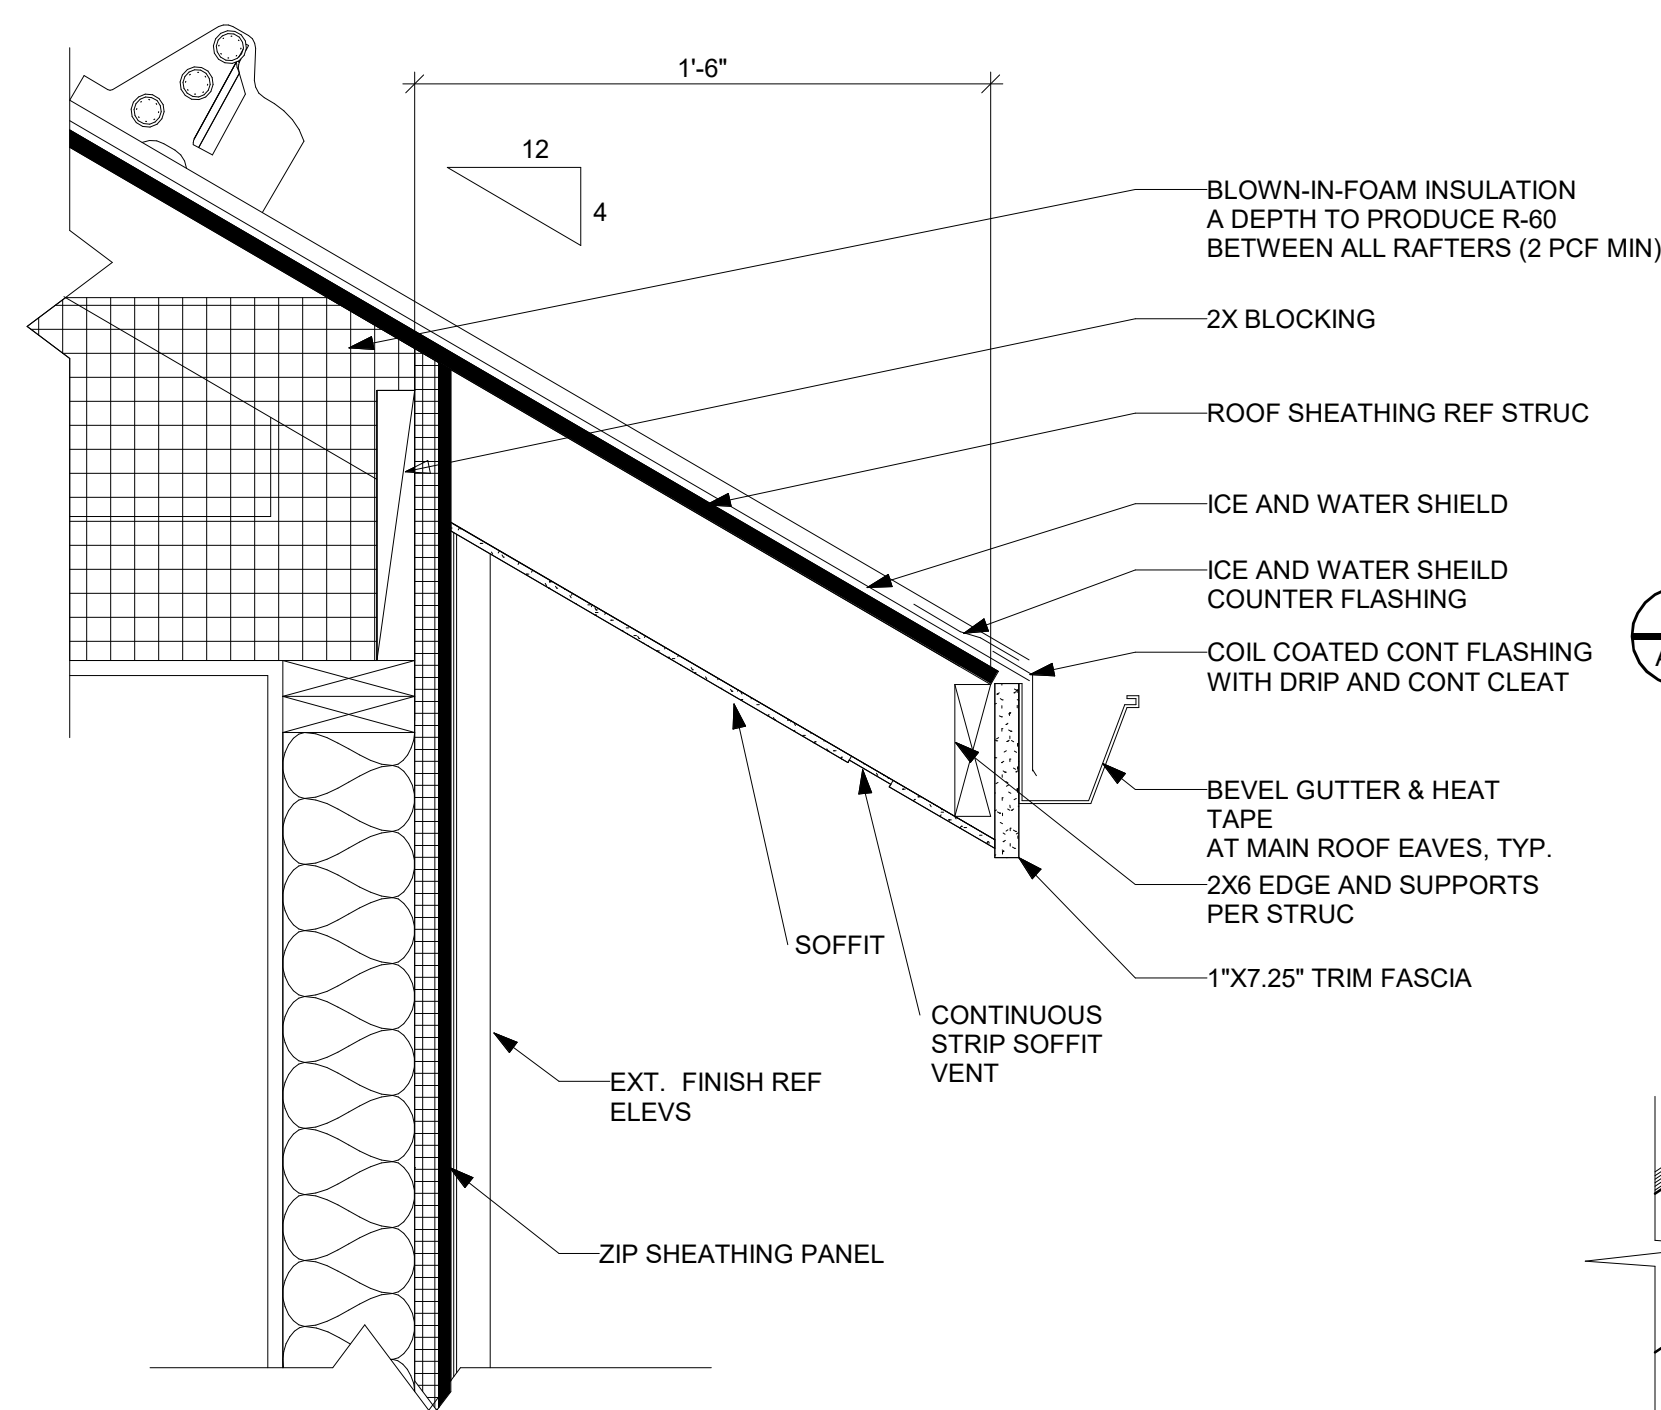 1'-6"
12
4
BLOWN-IN-FOAM INSULATION
A DEPTH TO PRODUCE R-60
BETWEEN ALL RAFTERS (2 PCF MIN)
2X BLOCKING
ROOF SHEATHING REF STRUC
ICE AND WATER SHIELD
ICE AND WATER SHEILD
COUNTER FLASHING
COIL COATED CONT FLASHING
WITH DRIP AND CONT CLEAT
BEVEL GUTTER & HEAT
TAPE
AT MAIN ROOF EAVES, TYP.
2X6 EDGE AND SUPPORTS
PER STRUC
1"X7.25" TRIM FASCIA
SOFFIT
CONTINUOUS
STRIP SOFFIT
VENT
EXT. FINISH REF
ELEVS
ZIP SHEATHING PANEL